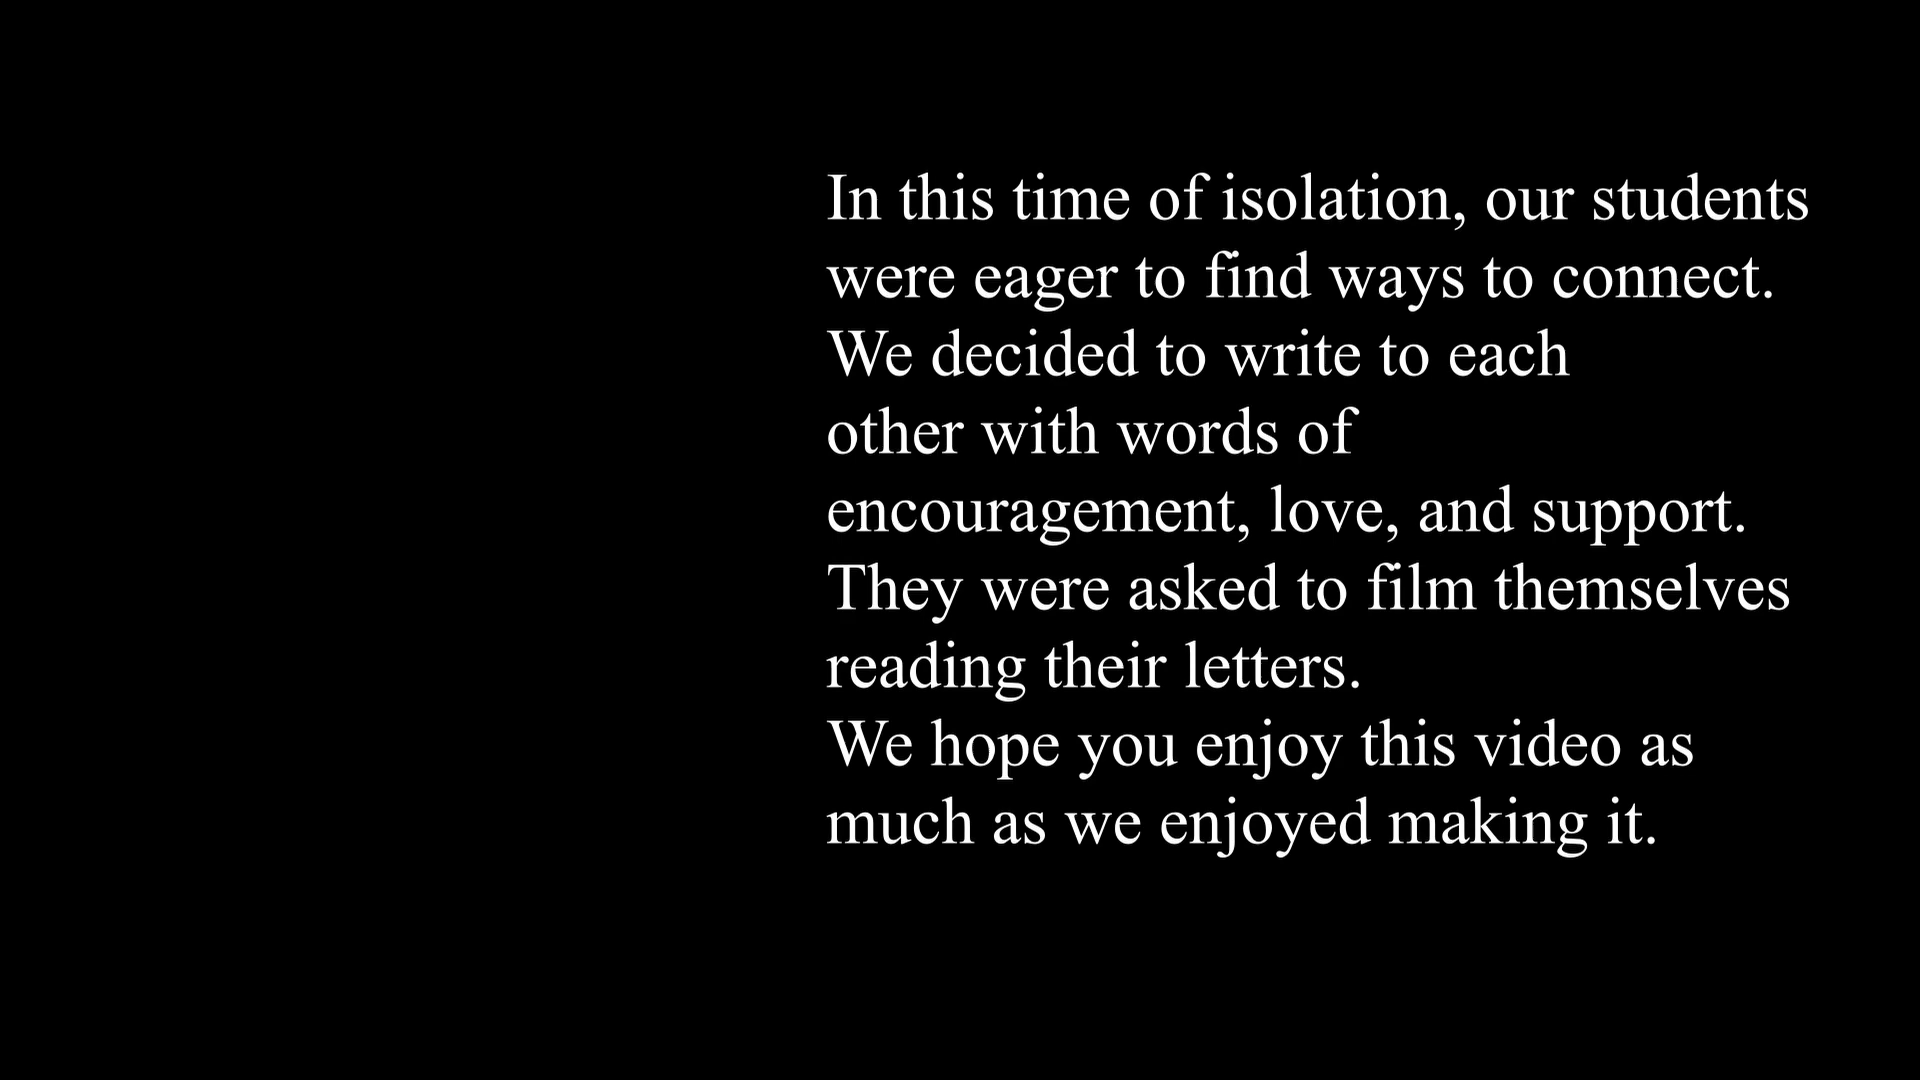 In this time of isolation, our students
were eager to find ways to connect.
We decided to write to each
other with words of
encouragement, love, and support.
They were asked to film themselves
reading their letters.
We hope you enjoy this video as
much as we enjoyed making it.